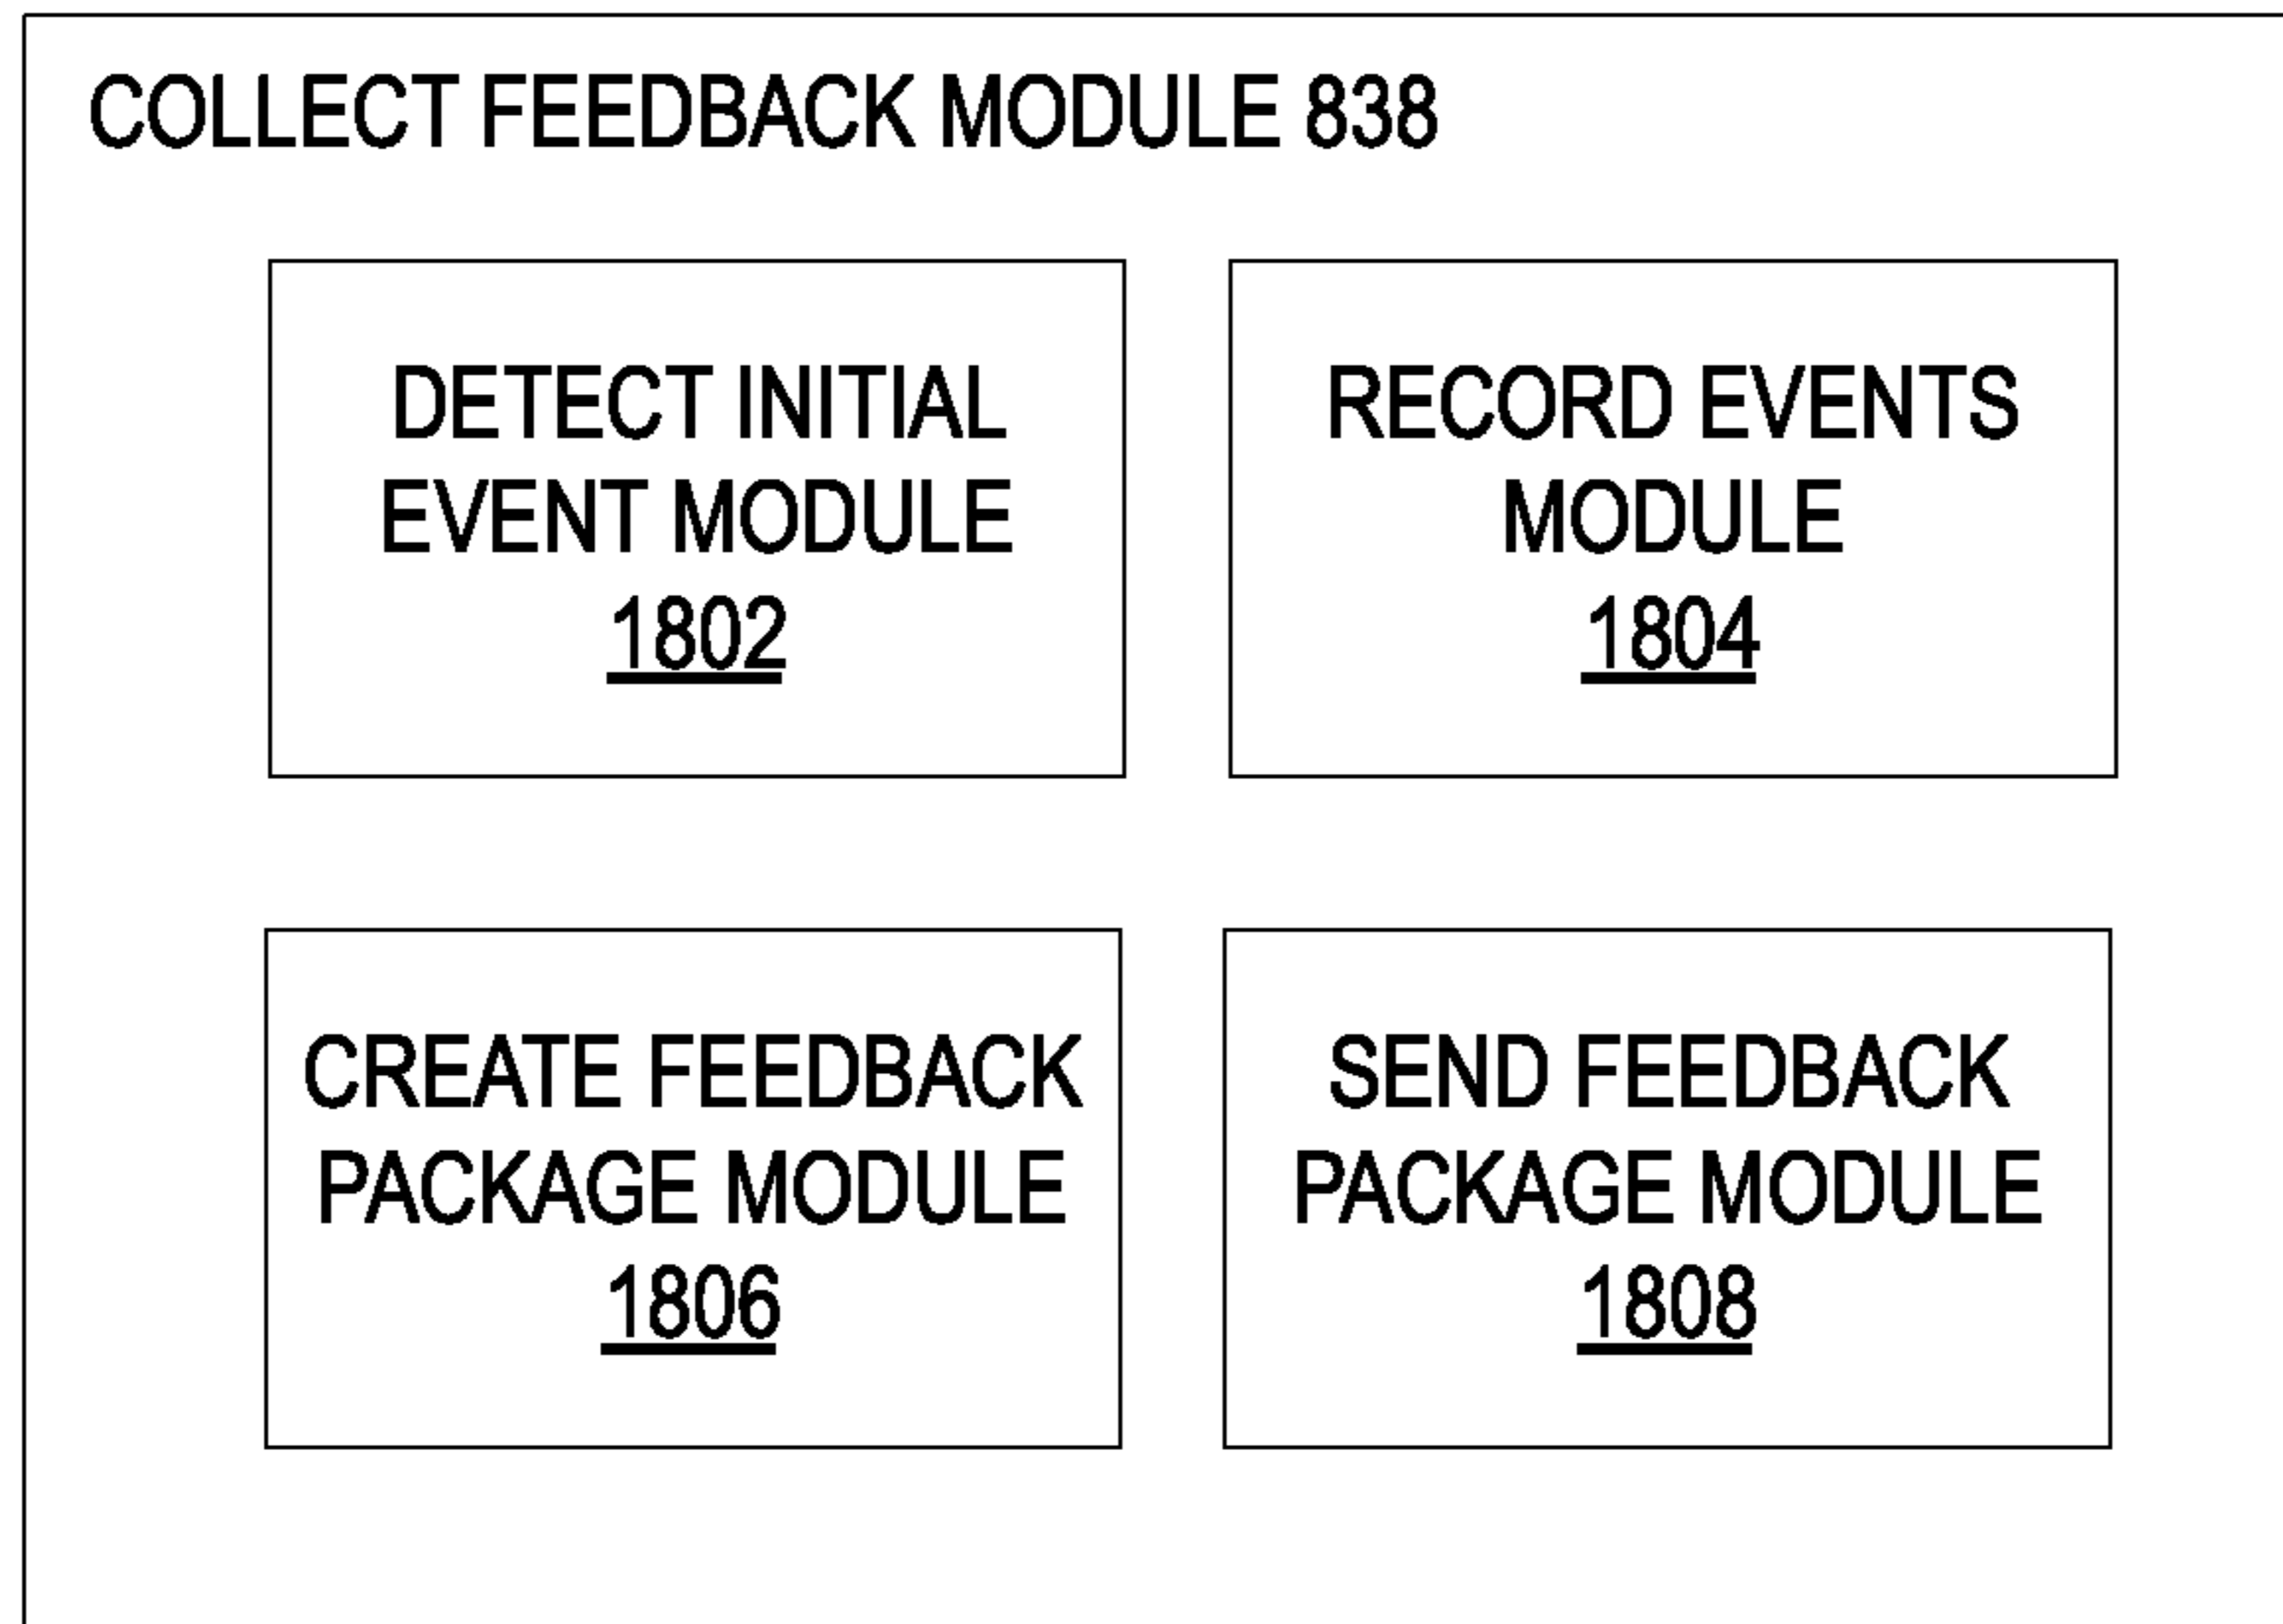 COLLECT FEEDBACK MODULE 838
DETECT INITIAL
EVENT MODULE
1802
RECORD EVENTS
MODULE
1804
CREATE FEEDBACK
PACKAGE MODULE
1806
SEND FEEDBACK
PACKAGE MODULE
1808